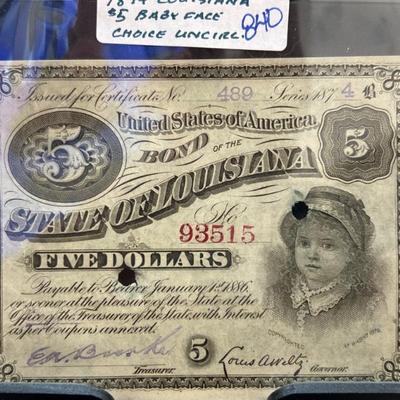 1874 LOUISIANA
$5 BABY FACE
CHOICE UNCIRC. 840
Issued for Certificate No. 489 Series 1874 B
United States of America
5 BOND OF THE 5
STATE OF LOUISIANA
No
93515
FIVE DOLLARS
Payable to Bearer January 1st 1886,
or sooner at the pleasure of the State at the
Office of the Treasurer of the State, with Interest
as per Coupons annexed.
COPYRIGHTED
5
Treasurer. Governor.